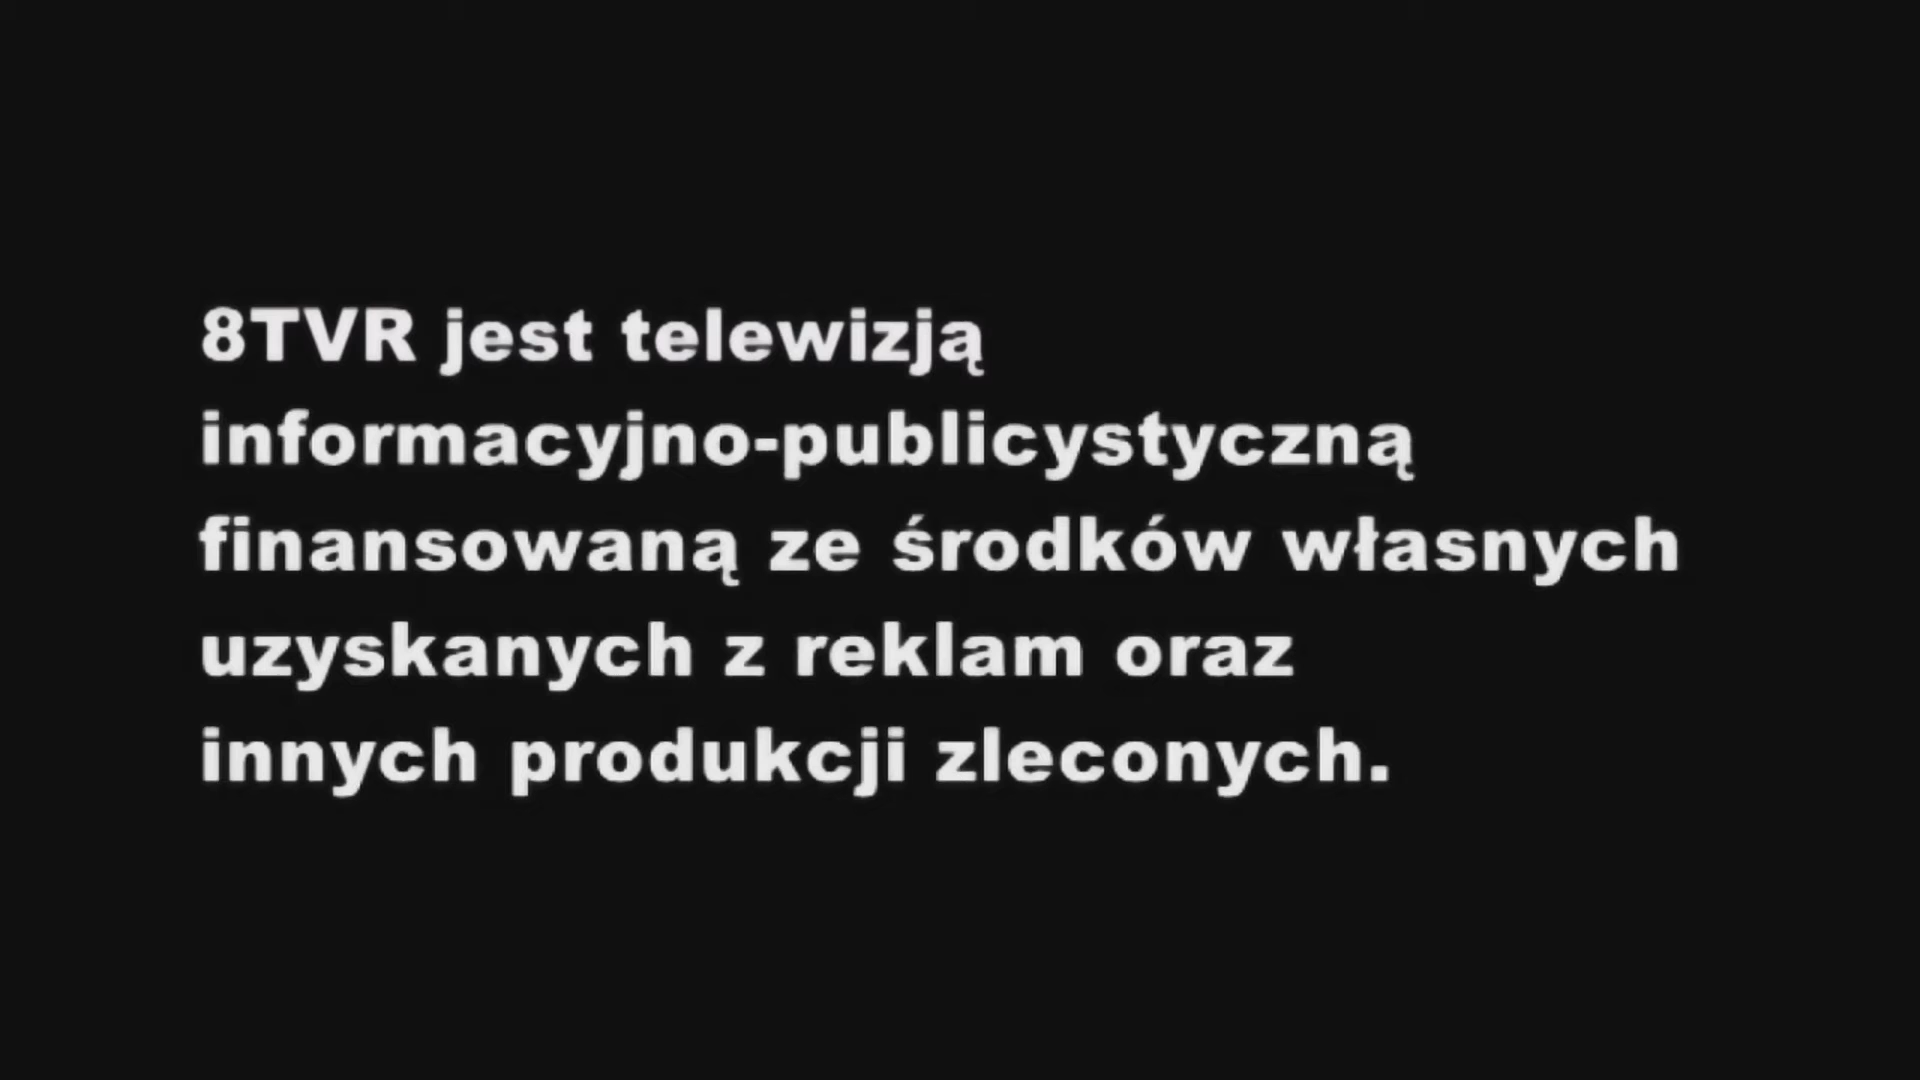 8TVR jest telewizją
informacyjno-publicystyczną
finansowaną ze środków własnych
uzyskanych z reklam oraz
innych produkcji zleconych.